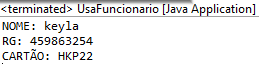 <terminated> UsaFuncionario [Java Application]
NOME: keyla
RG: 459863254
CARTÃO: HKP22